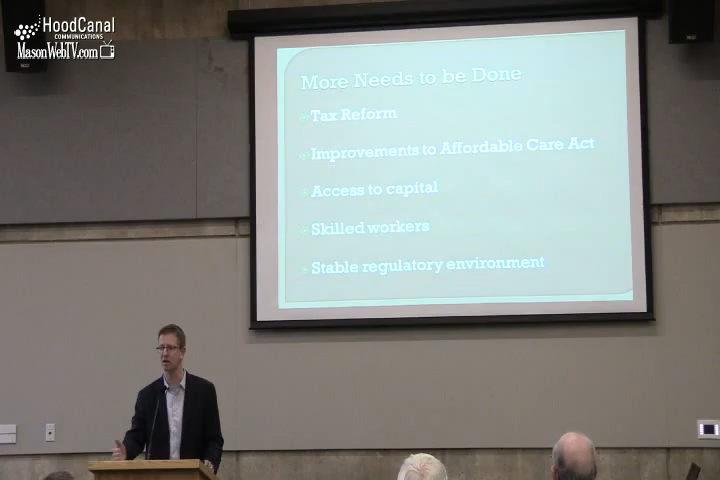 HoodCanal
COMMUNICATIONS
MasonWebTV.com
More Needs to be Done
Tax Reform
Improvements to Affordable Care Act
Access to capital
Skilled workers
Stable regulatory environment